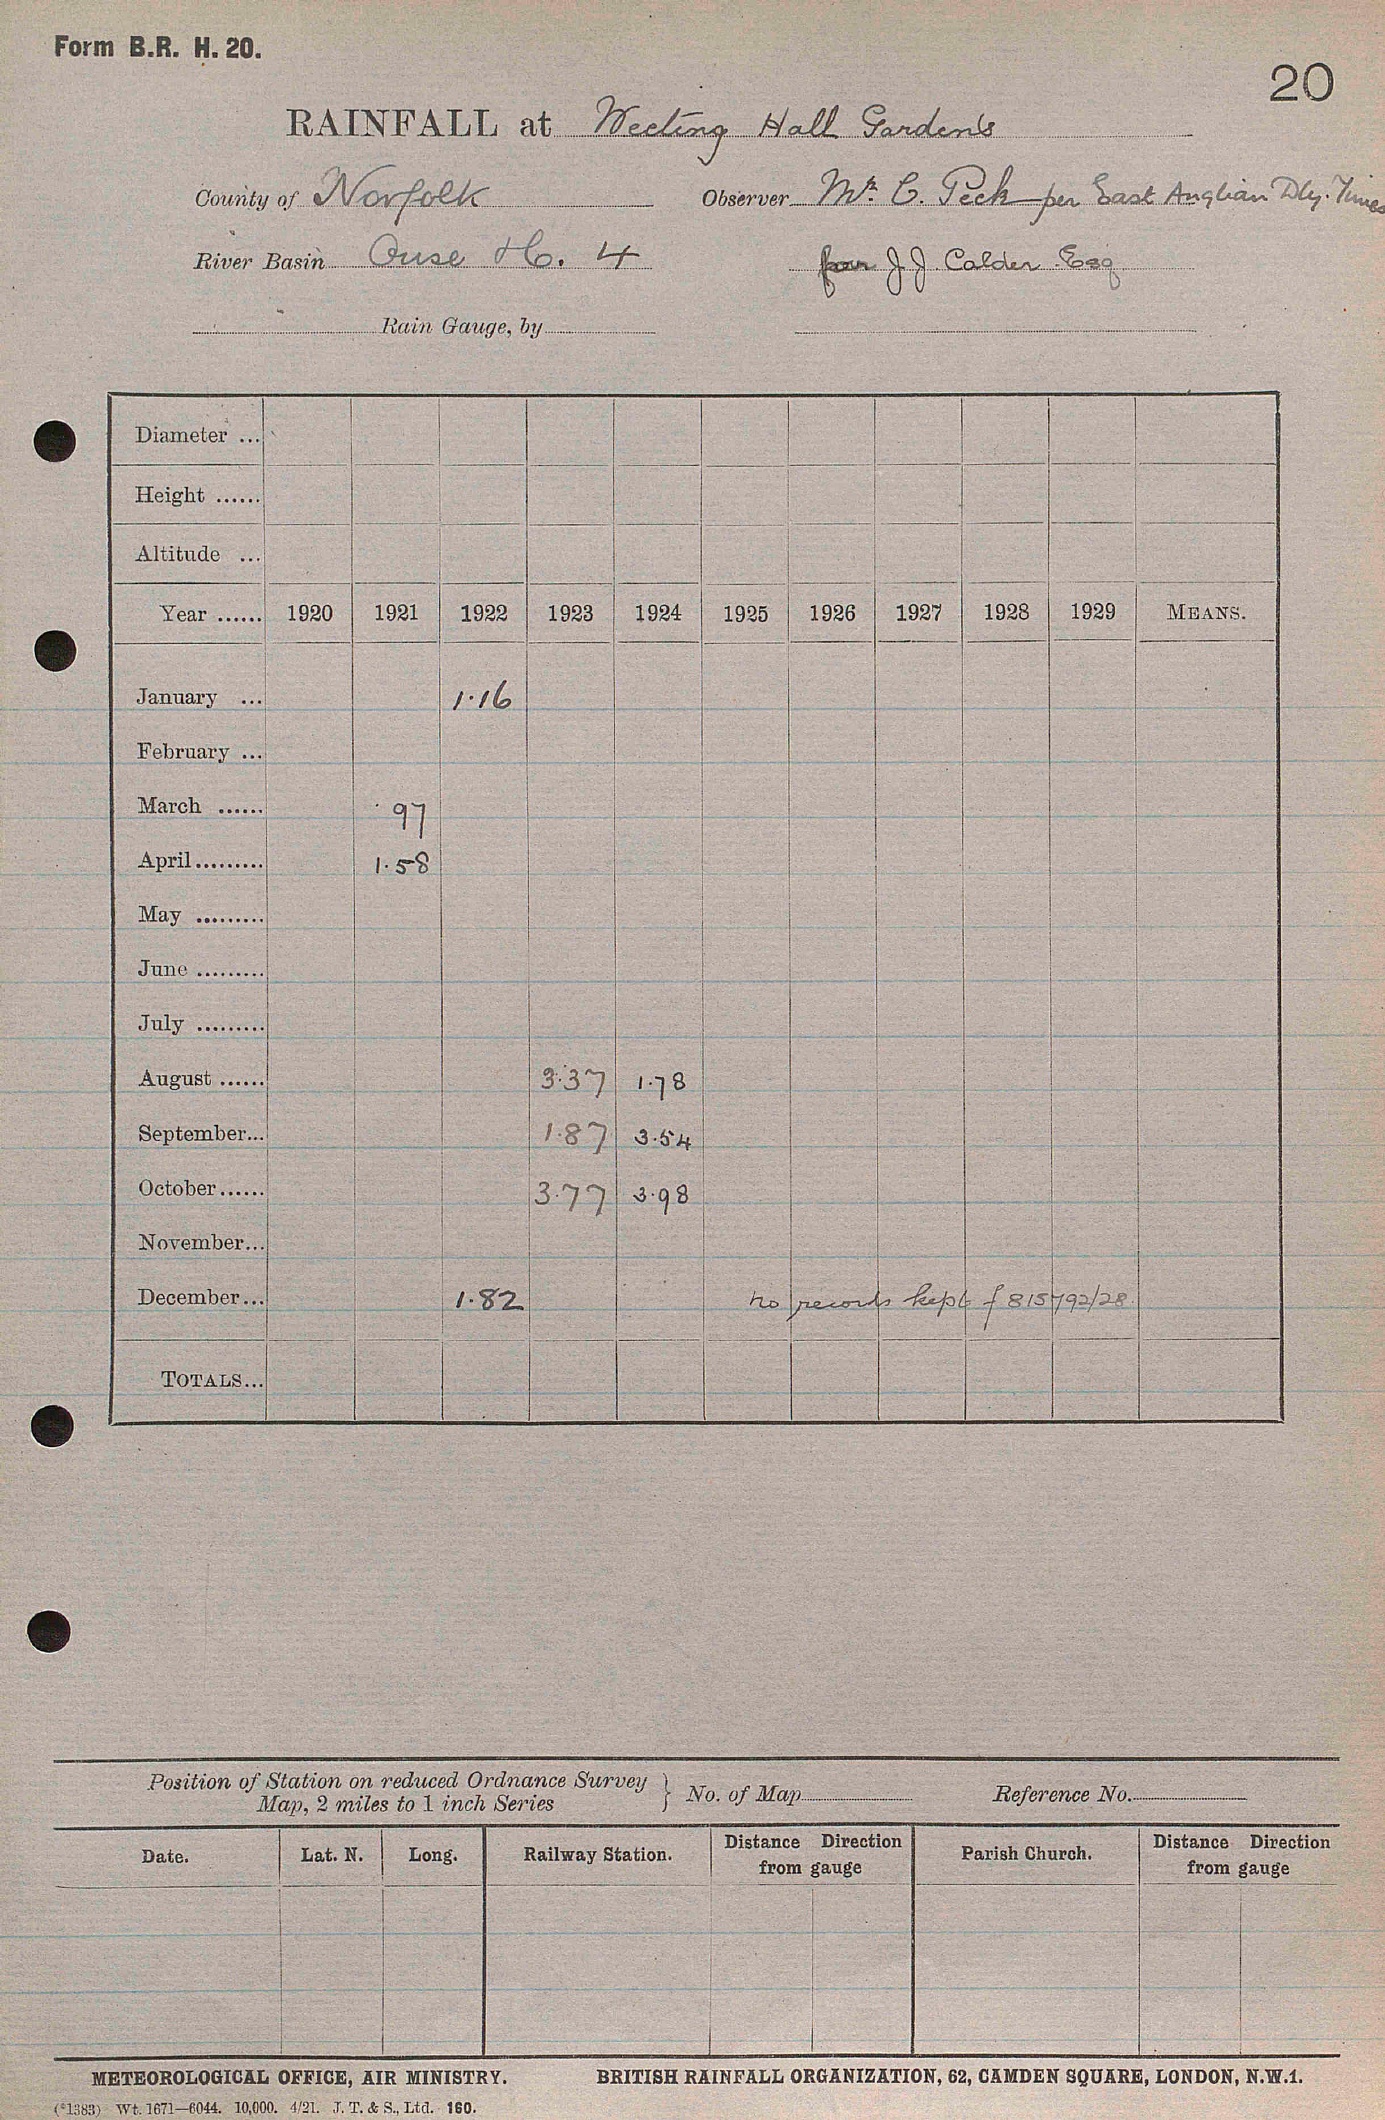 Form B.R. H. 20.
20
RAINFALL at Weeting Hall Gardens
County of Norfolk Observer Mr. C. Peck per East Anglian Dly. Times
River Basin Ouse Ho. 4 for J J. Calder Esq
Rain Gauge, by
Diameter ...
Height ......
Altitude ...
Year ...... 1920 1921 1922 1923 1924 1925 1926 1927 1928 1929 MEANS.
January ... 1.16
February ...
March ...... .97
April......... 1.58
May .........
June .........
July .........
August ...... 3.37 1.78
September... 1.87 3.54
October...... 3.77 3.98
November...
December... 1.82 no records kept f 815792/28.
TOTALS...
Position of Station on reduced Ordnance Survey
Map, 2 miles to 1 inch Series } No. of Map Reference No.
Date. Lat. N. Long. Railway Station. Distance Direction from gauge Parish Church. Distance Direction from gauge
METEOROLOGICAL OFFICE, AIR MINISTRY. BRITISH RAINFALL ORGANIZATION, 62, CAMDEN SQUARE, LONDON, N.W.1.
(*1383) Wt. 1671—6044. 10,000. 4/21. J. T. & S., Ltd. 160.